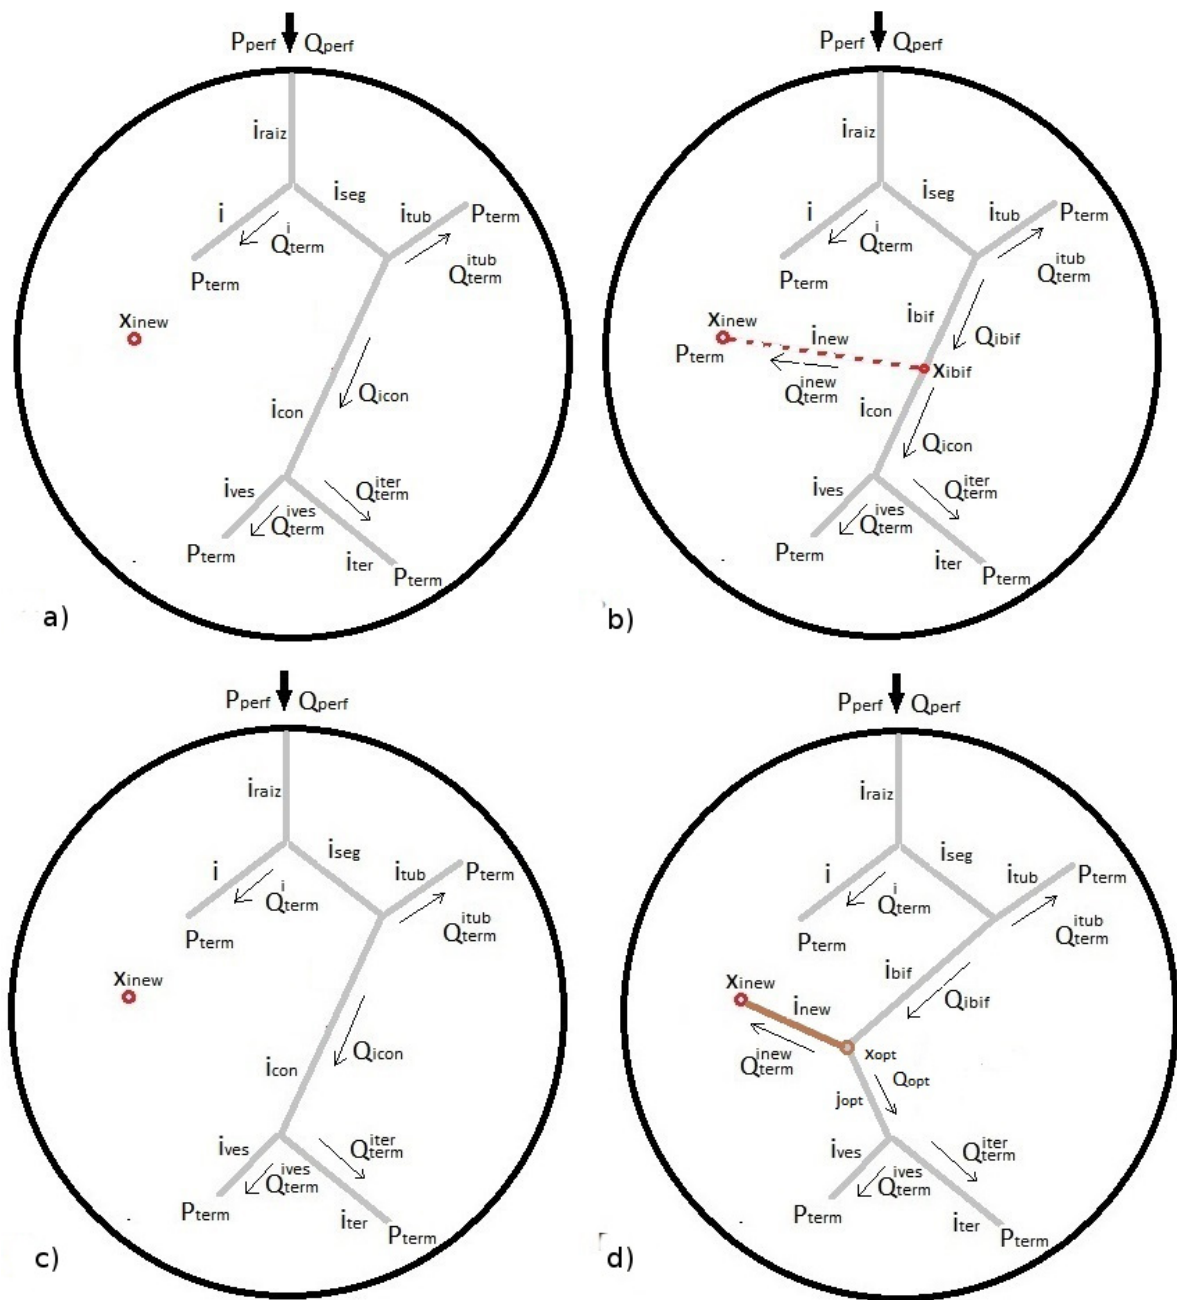 Pperf Qperf
iraiz
iseg
i
itub
Pterm
Qterm i
Qterm itub
Pterm
xinew
Qicon
icon
ives
Qterm iter
Qterm ives
Pterm
iter
Pterm
a)
Pperf Qperf
iraiz
iseg
i
itub
Pterm
Qterm i
Qterm itub
Pterm
ibif
xinew
inew
Qibif
Pterm
xibif
Qterm inew
icon
Qicon
ives
Qterm iter
Qterm ives
Pterm
iter
Pterm
b)
Pperf Qperf
iraiz
iseg
i
itub
Pterm
Qterm i
Qterm itub
Pterm
xinew
Qicon
icon
ives
Qterm iter
Qterm ives
Pterm
iter
Pterm
c)
Pperf Qperf
iraiz
iseg
i
itub
Pterm
Qterm i
Qterm itub
Pterm
ibif
xinew
inew
Qibif
Qterm inew
xopt
Qopt
jopt
ives
Qterm iter
Qterm ives
Pterm
iter
Pterm
d)